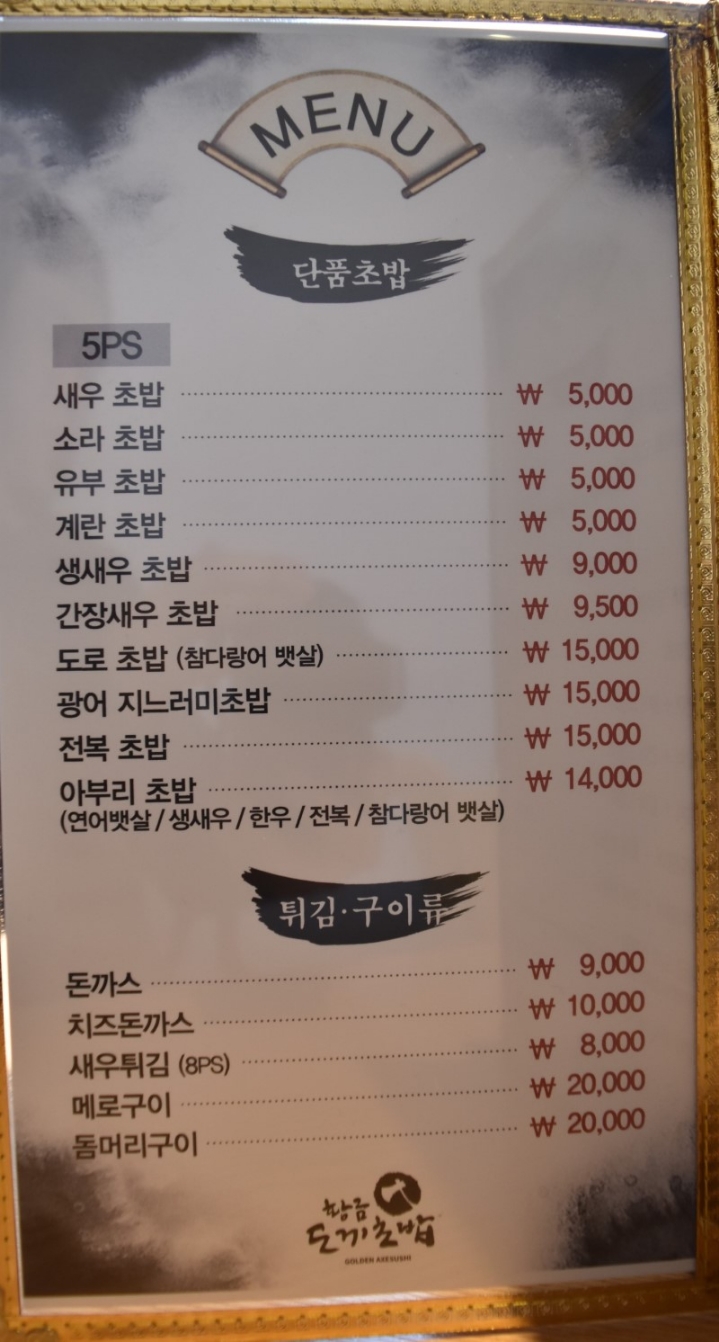 MENU
단품초밥
5PS
새우 초밥 ₩ 5,000
소라 초밥 ₩ 5,000
유부 초밥 ₩ 5,000
계란 초밥 ₩ 5,000
생새우 초밥 ₩ 9,000
간장새우 초밥 ₩ 9,500
도로 초밥 (참다랑어 뱃살) ₩ 15,000
광어 지느러미초밥 ₩ 15,000
전복 초밥 ₩ 15,000
아부리 초밥 ₩ 14,000
(연어뱃살 / 생새우 / 한우 / 전복 / 참다랑어 뱃살)
튀김·구이류
돈까스 ₩ 9,000
치즈돈까스 ₩ 10,000
새우튀김 (8PS) ₩ 8,000
메로구이 ₩ 20,000
돔머리구이 ₩ 20,000
황금
도끼초밥
GOLDEN AXESUSHI